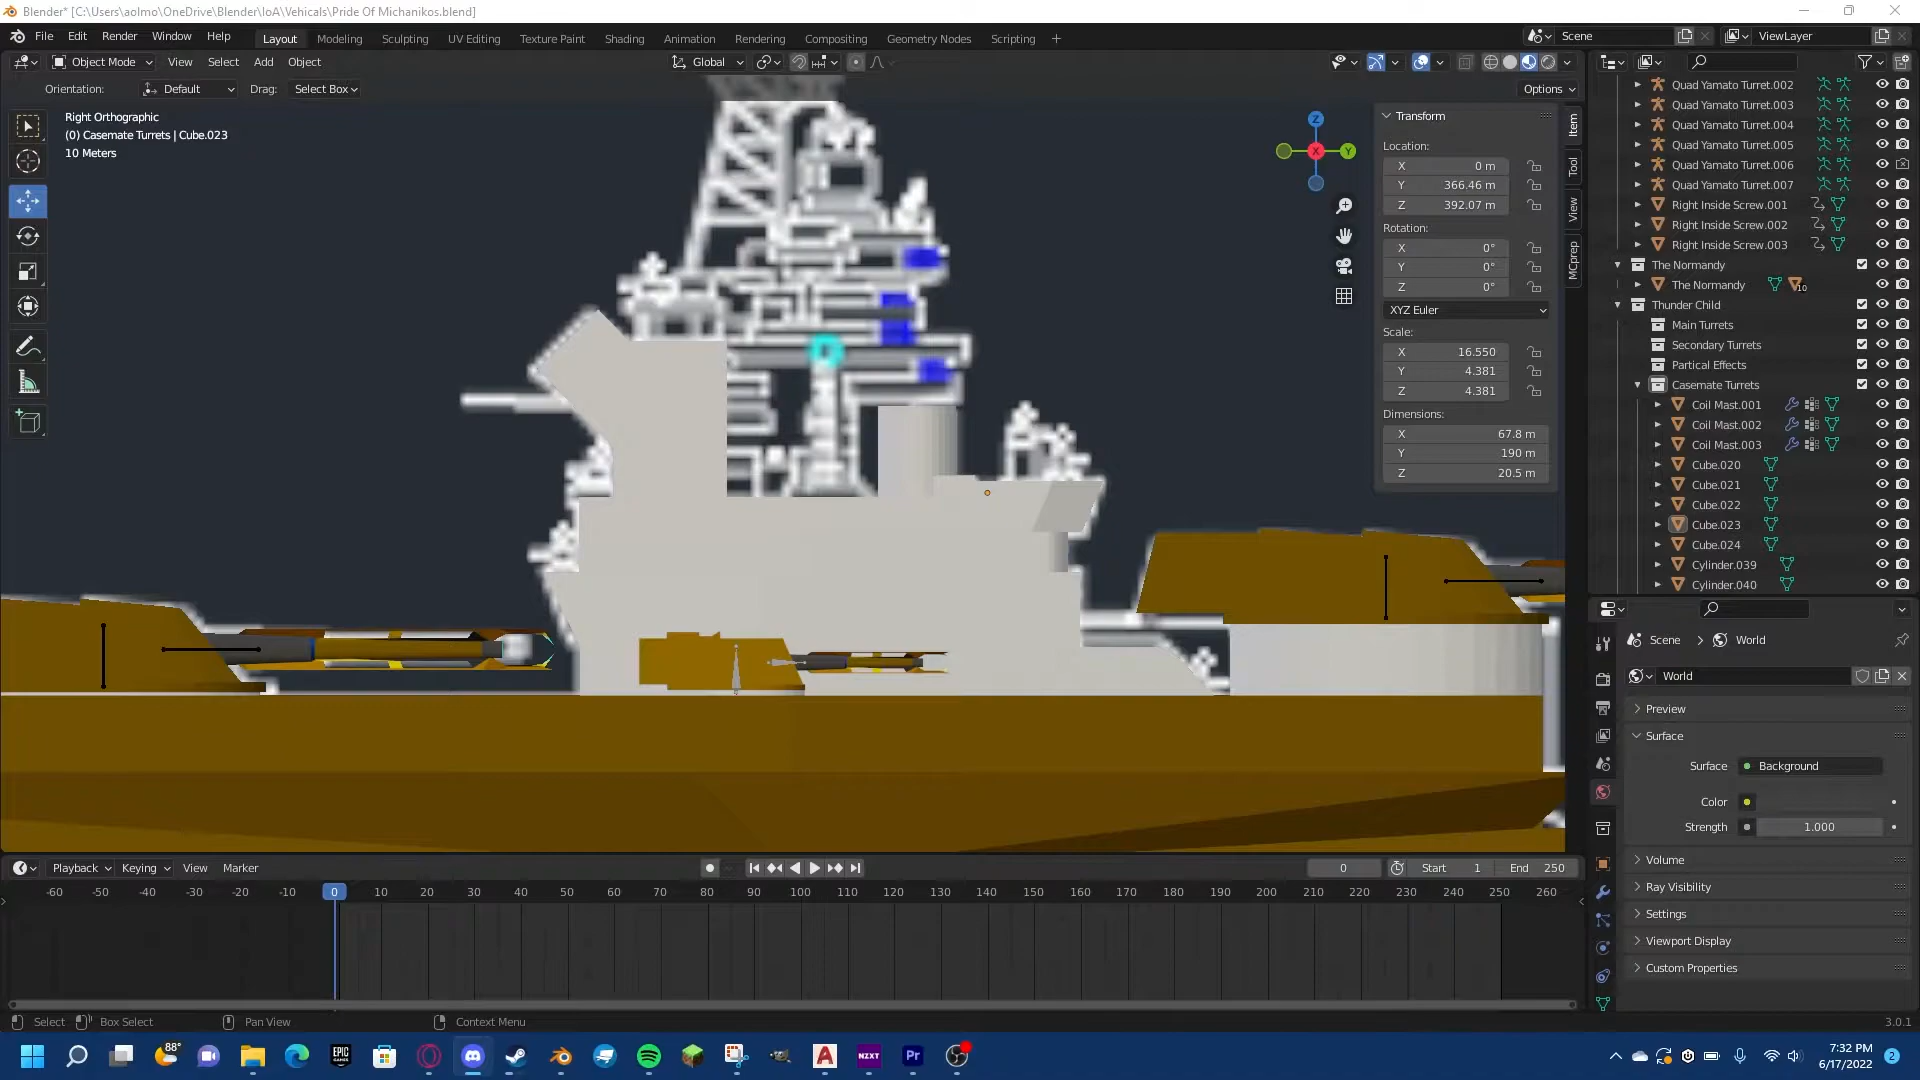 Blender* [C:\Users\aolmo\OneDrive\Blender\IoA\Vehicals\Pride Of Michanikos.blend]
File Edit Render Window Help Layout Modeling Sculpting UV Editing Texture Paint Shading Animation Rendering Compositing Geometry Nodes Scripting + Scene ViewLayer
Object Mode View Select Add Object Global
Orientation: Default Drag: Select Box Options
Right Orthographic
(0) Casemate Turrets | Cube.023
10 Meters
Z
X
Y
Transform
Location:
X 0 m
Y 366.46 m
Z 392.07 m
Rotation:
X 0°
Y 0°
Z 0°
XYZ Euler
Scale:
X 16.550
Y 4.381
Z 4.381
Dimensions:
X 67.8 m
Y 190 m
Z 20.5 m
Item
Tool
View
MCprep
Quad Yamato Turret.002
Quad Yamato Turret.003
Quad Yamato Turret.004
Quad Yamato Turret.005
Quad Yamato Turret.006
Quad Yamato Turret.007
Right Inside Screw.001
Right Inside Screw.002
Right Inside Screw.003
The Normandy
The Normandy 10
Thunder Child
Main Turrets
Secondary Turrets
Partical Effects
Casemate Turrets
Coil Mast.001
Coil Mast.002
Coil Mast.003
Cube.020
Cube.021
Cube.022
Cube.023
Cube.024
Cylinder.039
Cylinder.040
Scene World
World
Preview
Surface
Surface Background
Color
Strength 1.000
Volume
Ray Visibility
Settings
Viewport Display
Custom Properties
Playback Keying View Marker 0 Start 1 End 250
-60 -50 -40 -30 -20 -10 0 10 20 30 40 50 60 70 80 90 100 110 120 130 140 150 160 170 180 190 200 210 220 230 240 250 260
Select Box Select Pan View Context Menu 3.0.1
88° EPIC GAMES A NZXT Pr
7:32 PM
6/17/2022
2